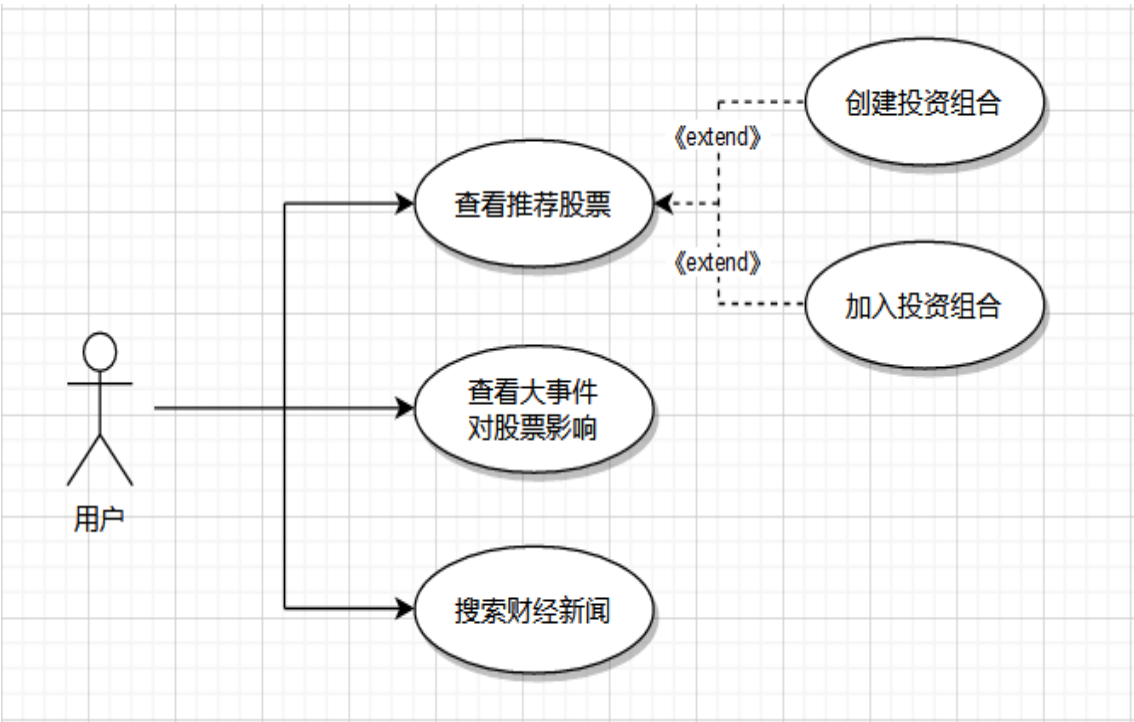 创建投资组合
《extend》
查看推荐股票
《extend》
加入投资组合
查看大事件
对股票影响
用户
搜索财经新闻